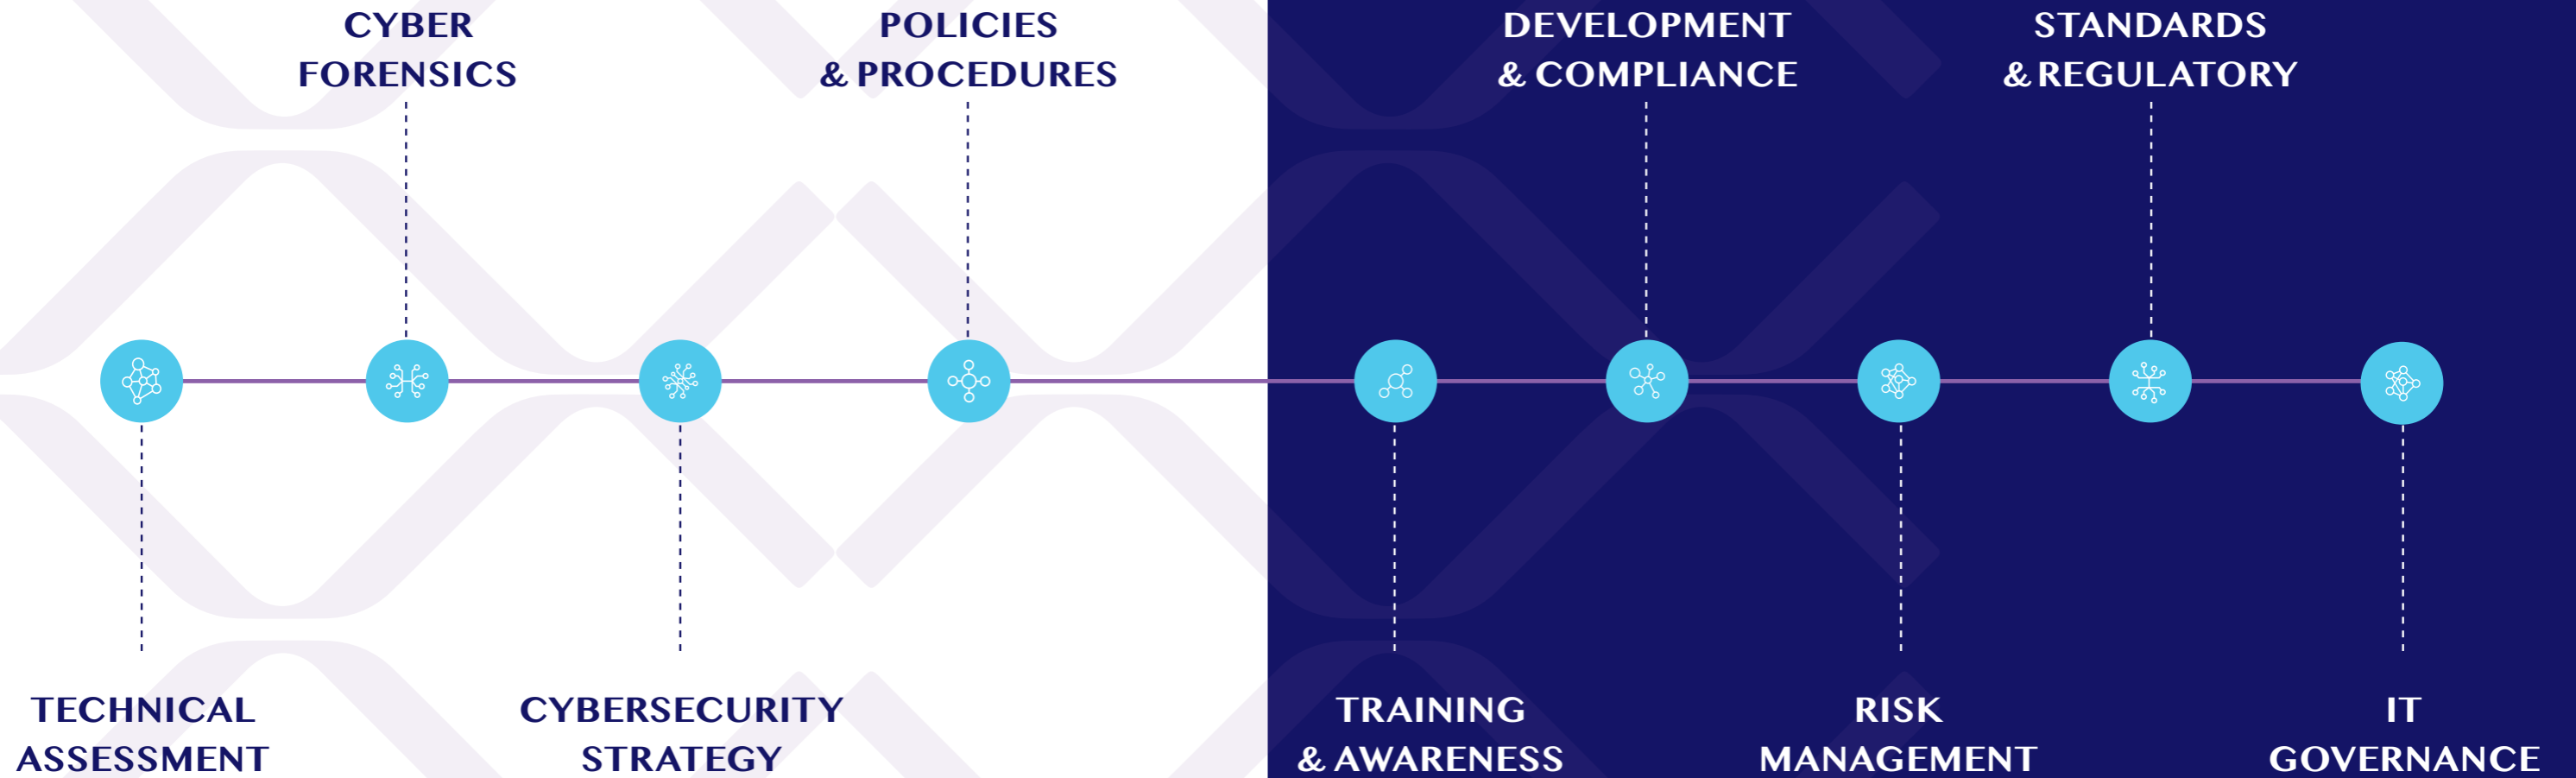 CYBER
FORENSICS
POLICIES
& PROCEDURES
DEVELOPMENT
& COMPLIANCE
STANDARDS
& REGULATORY
TECHNICAL
ASSESSMENT
CYBERSECURITY
STRATEGY
TRAINING
& AWARENESS
RISK
MANAGEMENT
IT
GOVERNANCE